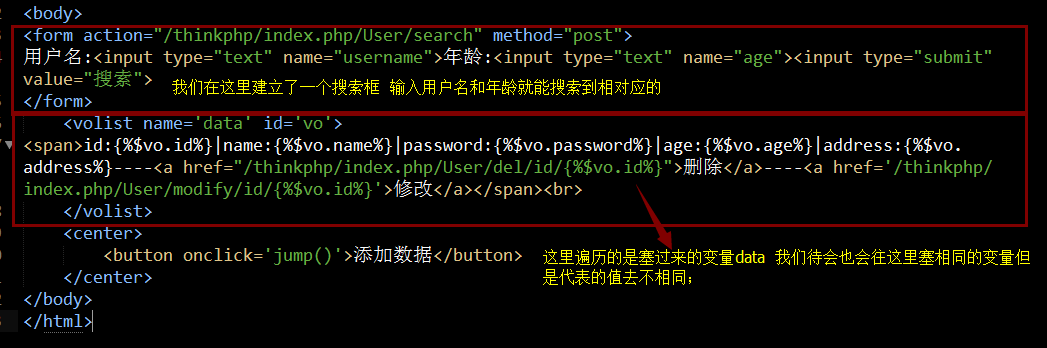 <body>
<form action="/thinkphp/index.php/User/search" method="post">
用户名:<input type="text" name="username">年龄:<input type="text" name="age"><input type="submit"
value="搜索">
我们在这里建立了一个搜索框 输入用户名和年龄就能搜索到相对应的
</form>
<volist name='data' id='vo'>
<span>id:{%$vo.id%}|name:{%$vo.name%}|password:{%$vo.password%}|age:{%$vo.age%}|address:{%$vo.
address%}----<a href="/thinkphp/index.php/User/del/id/{%$vo.id%}">删除</a>----<a href='/thinkphp/
index.php/User/modify/id/{%$vo.id%}'>修改</a></span><br>
</volist>
<center>
<button onclick='jump()'>添加数据</button>
这里遍历的是塞过来的变量data 我们待会也会往这里塞相同的变量但
是代表的值去不相同；
</center>
</body>
</html>